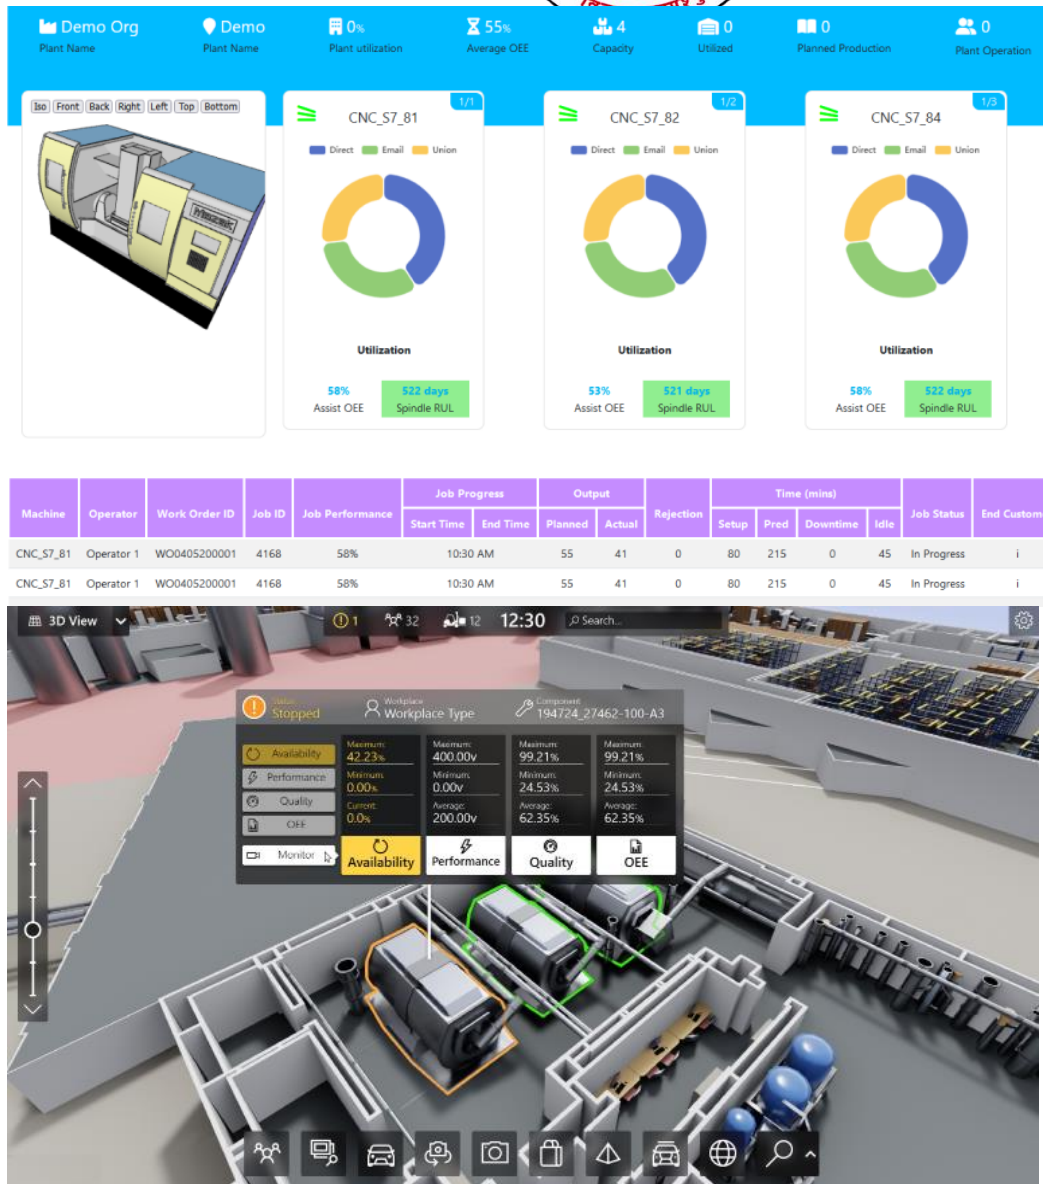 Demo Org
Plant Name
Demo
Plant Name
0%
Plant utilization
55%
Average OEE
4
Capacity
0
Utilized
0
Planned Production
0
Plant Operation
Iso Front Back Right Left Top Bottom
1/1
CNC_S7_81
Direct Email Union
Utilization
58%
Assist OEE
522 days
Spindle RUL
1/2
CNC_S7_82
Direct Email Union
Utilization
53%
Assist OEE
521 days
Spindle RUL
1/3
CNC_S7_84
Direct Email Union
Utilization
58%
Assist OEE
522 days
Spindle RUL
Job Progress Output Time (mins)
Machine Operator Work Order ID Job ID Job Performance Rejection Job Status End Custome
Start Time End Time Planned Actual Setup Pred Downtime Idle
CNC_S7_81 Operator 1 WO0405200001 4168 58% 10:30 AM 55 41 0 80 215 0 45 In Progress i
CNC_S7_81 Operator 1 WO0405200001 4168 58% 10:30 AM 55 41 0 80 215 0 45 In Progress i
3D View 1 32 12 12:30 Search...
Status
Stopped
Workplace
Workplace Type
Component
194724_27462-100-A3
Availability
Performance
Quality
OEE
Monitor
Maximum:
42.23%
Minimum:
0.00%
Current:
0.0%
Availability
Maximum:
400.00v
Minimum:
0.00v
Average:
200.00v
Performance
Maximum:
99.21%
Minimum:
24.53%
Average:
62.35%
Quality
Maximum:
99.21%
Minimum:
24.53%
Average:
62.35%
OEE